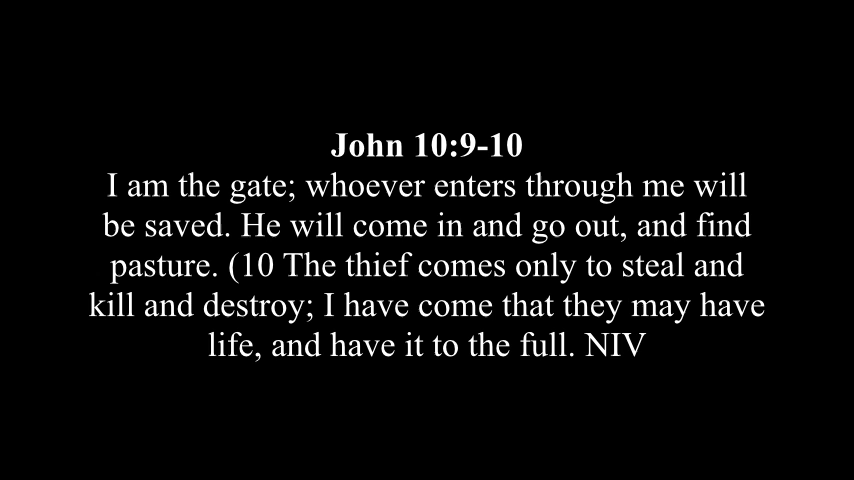 John 10:9-10
I am the gate; whoever enters through me will
be saved. He will come in and go out, and find
pasture. (10 The thief comes only to steal and
kill and destroy; I have come that they may have
life, and have it to the full. NIV